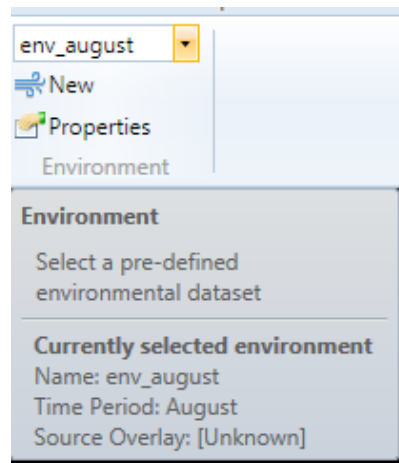 env_august
New
Properties
Environment
Environment
Select a pre-defined
environmental dataset
Currently selected environment
Name: env_august
Time Period: August
Source Overlay: [Unknown]